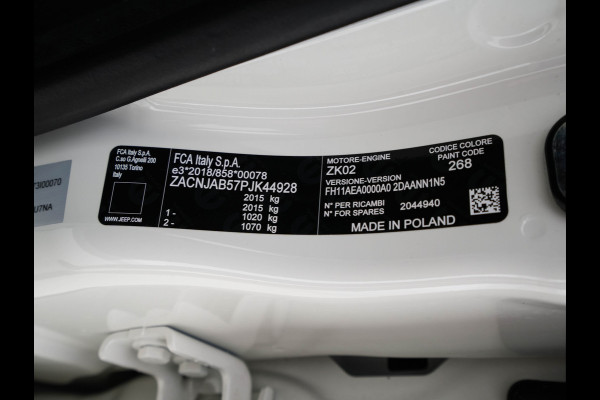 FCA Italy S.p.A.
C.so G.Agnelli 200
10135 Torino
Italy
WWW.JEEP.COM
FCA Italy S.p.A.
e3*2018/858*00078
ZACNJAB57PJK44928
2015 kg
2015 kg
1- 1020 kg
2- 1070 kg
MOTORE-ENGINE
ZK02
VERSIONE-VERSION
FH11AEA0000A0 2DAANN1N5
N° PER RICAMBI
N° FOR SPARES
2044940
MADE IN POLAND
CODICE COLORE
PAINT CODE
268